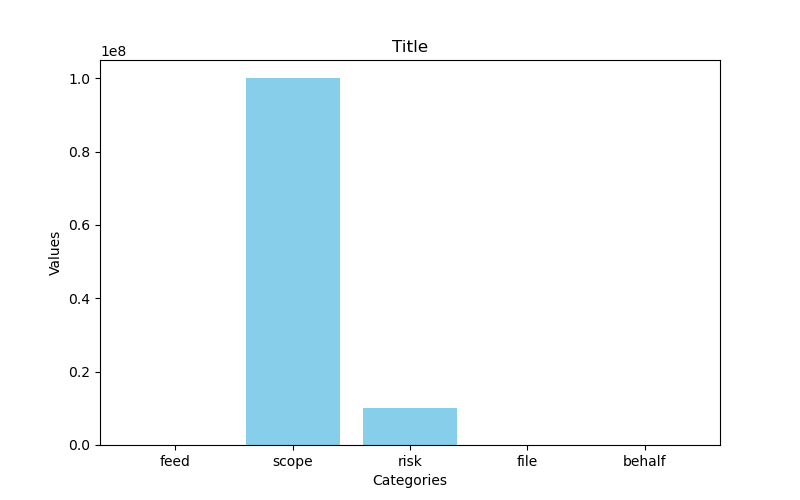 Title
1e8
1.0
0.8
0.6
0.4
0.2
0.0
Values
feed scope risk file behalf
Categories